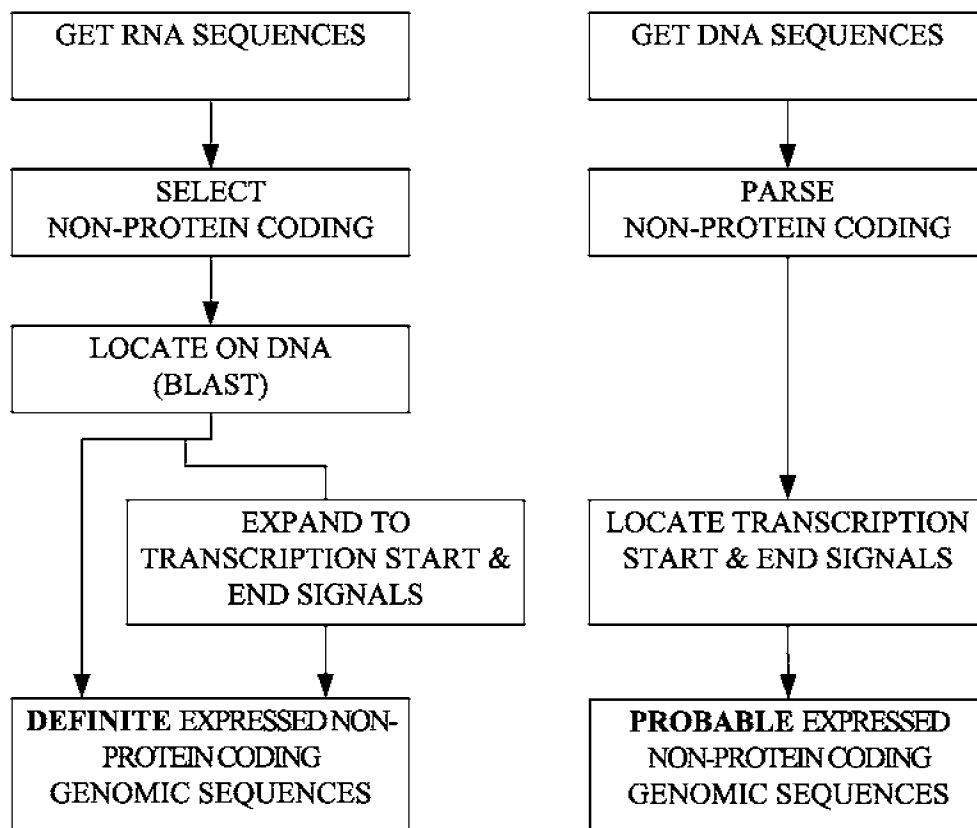 GET RNA SEQUENCES
SELECT
NON-PROTEIN CODING
LOCATE ON DNA
(BLAST)
EXPAND TO
TRANSCRIPTION START &
END SIGNALS
DEFINITE EXPRESSED NON-
PROTEIN CODING
GENOMIC SEQUENCES
GET DNA SEQUENCES
PARSE
NON-PROTEIN CODING
LOCATE TRANSCRIPTION
START & END SIGNALS
PROBABLE EXPRESSED
NON-PROTEIN CODING
GENOMIC SEQUENCES